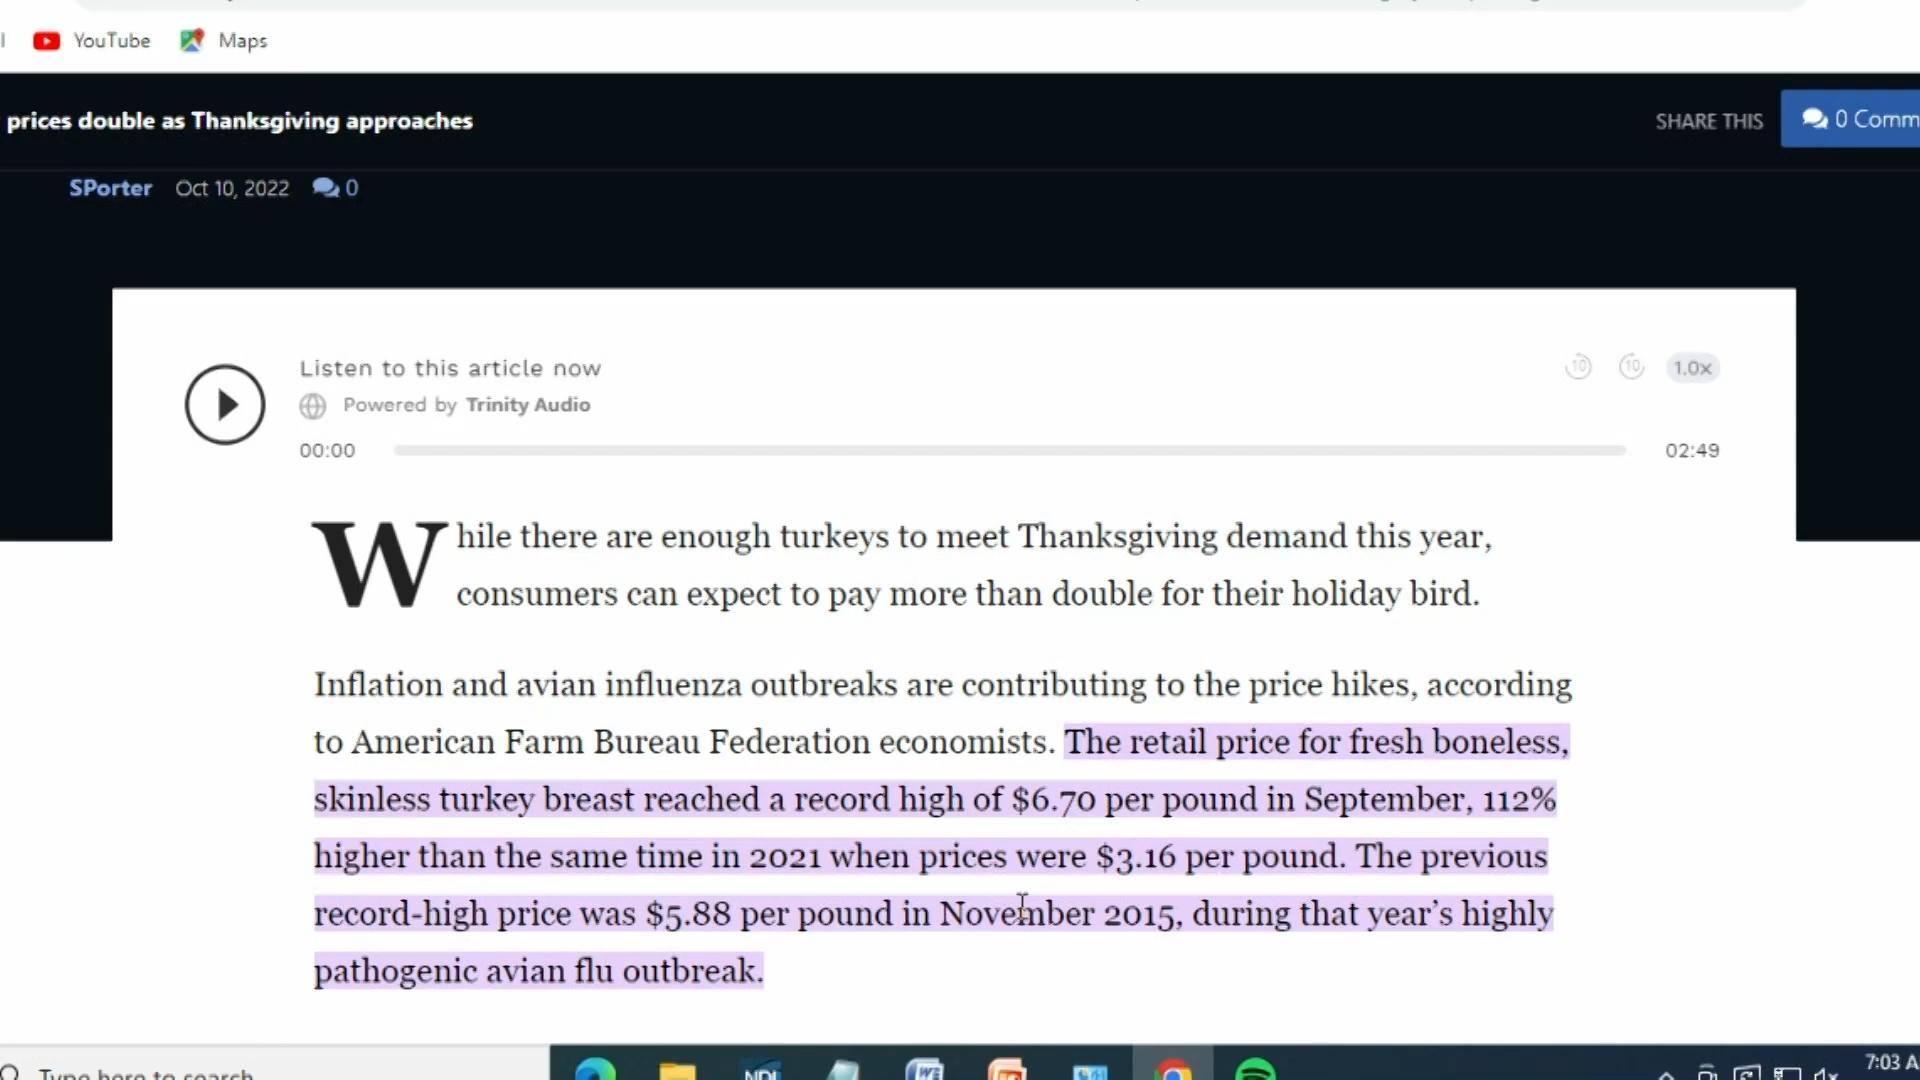 YouTube Maps
prices double as Thanksgiving approaches
SHARE THIS
0 Comm
SPorter Oct 10, 2022 0
Listen to this article now
10 10 1.0x
Powered by Trinity Audio
00:00 02:49
While there are enough turkeys to meet Thanksgiving demand this year,
consumers can expect to pay more than double for their holiday bird.
Inflation and avian influenza outbreaks are contributing to the price hikes, according
to American Farm Bureau Federation economists. The retail price for fresh boneless,
skinless turkey breast reached a record high of $6.70 per pound in September, 112%
higher than the same time in 2021 when prices were $3.16 per pound. The previous
record-high price was $5.88 per pound in November 2015, during that year’s highly
pathogenic avian flu outbreak.
Type here to search
7:03 A